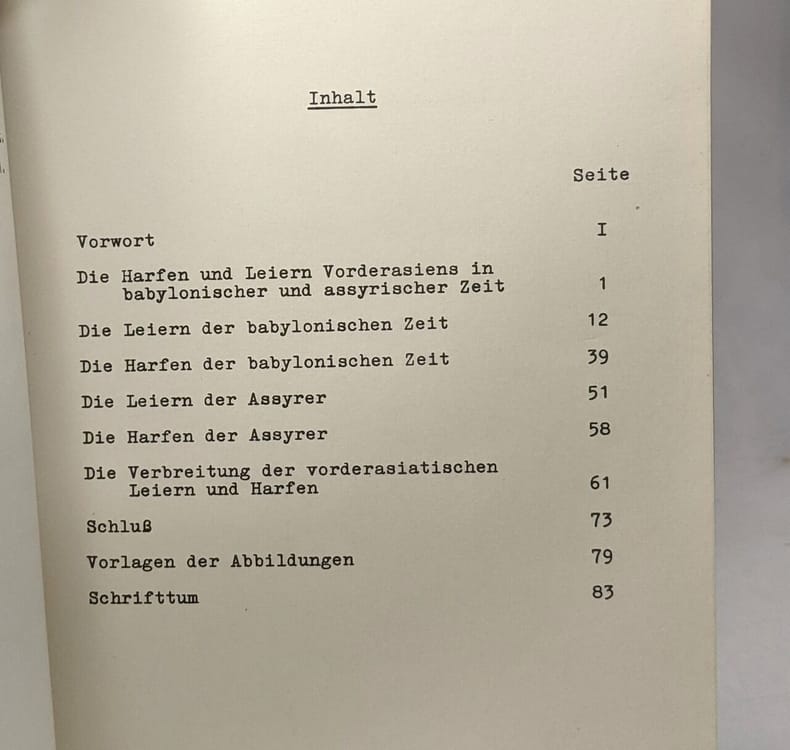 Inhalt
Seite
Vorwort I
Die Harfen und Leiern Vorderasiens in
babylonischer und assyrischer Zeit 1
Die Leiern der babylonischen Zeit 12
Die Harfen der babylonischen Zeit 39
Die Leiern der Assyrer 51
Die Harfen der Assyrer 58
Die Verbreitung der vorderasiatischen
Leiern und Harfen 61
Schluß 73
Vorlagen der Abbildungen 79
Schrifttum 83